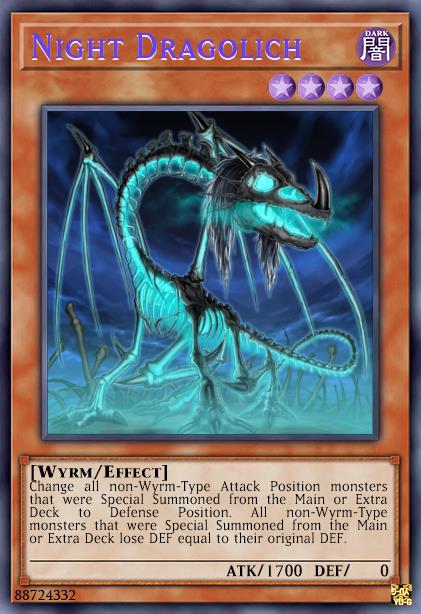 Night Dragolich
DARK
闇
[Wyrm/Effect]
Change all non-Wyrm-Type Attack Position monsters
that were Special Summoned from the Main or Extra
Deck to Defense Position. All non-Wyrm-Type
monsters that were Special Summoned from the Main
or Extra Deck lose DEF equal to their original DEF.
ATK/1700 DEF/ 0
88724332